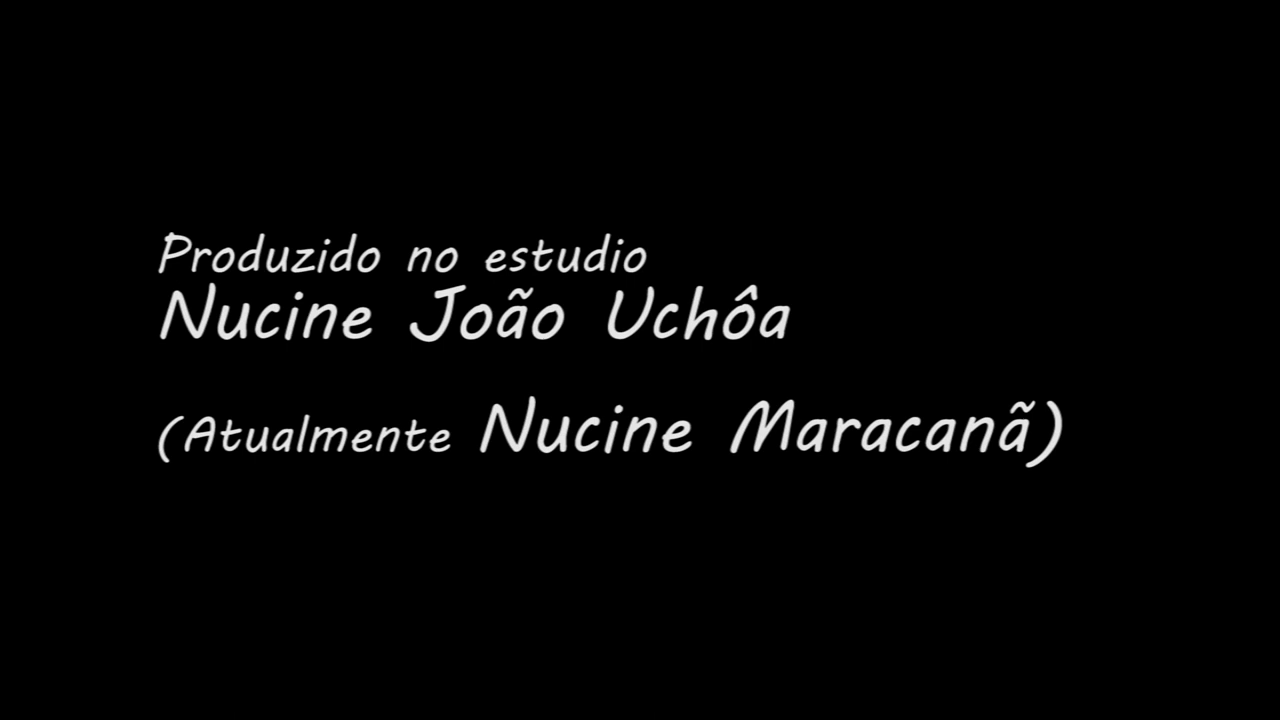 Produzido no estudio
Nucine João Uchôa
(Atualmente Nucine Maracanã)